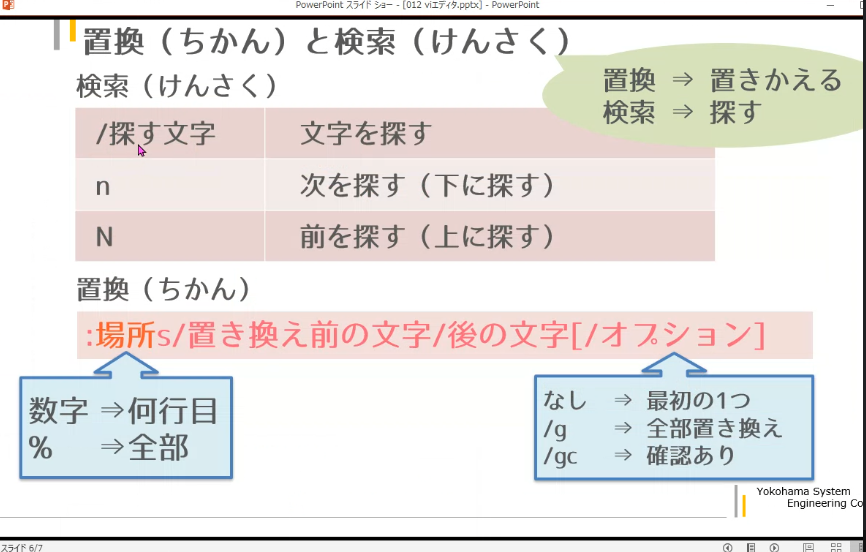 PowerPoint スライド ショー - [012 viエディタ.pptx] - PowerPoint
置換（ちかん）と検索（けんさく）
置換 ⇒ 置きかえる
検索 ⇒ 探す
検索（けんさく）
/探す文字 文字を探す
n 次を探す（下に探す）
N 前を探す（上に探す）
置換（ちかん）
:場所s/置き換え前の文字/後の文字[/オプション]
数字 ⇒何行目
% ⇒全部
なし ⇒ 最初の1つ
/g ⇒ 全部置き換え
/gc ⇒ 確認あり
Yokohama System
Engineering Co
スライド 6/7